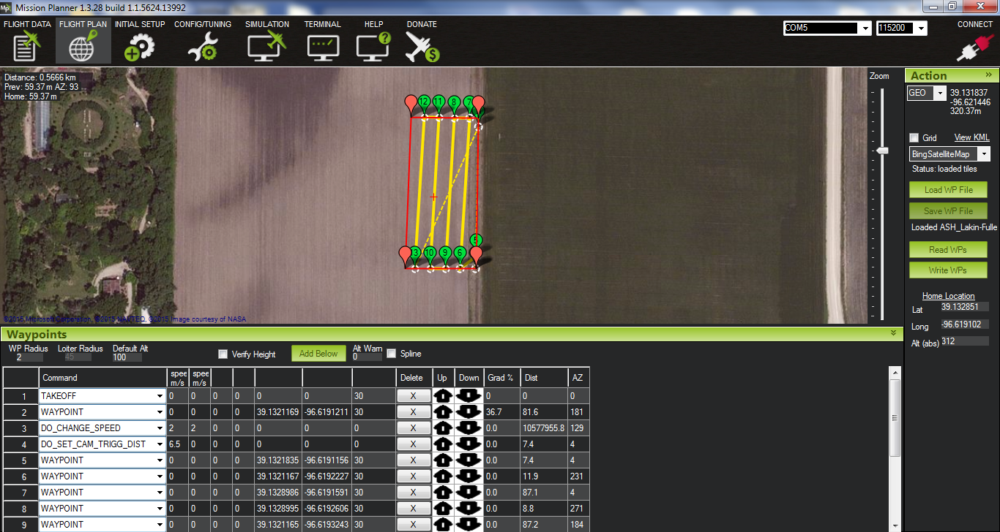 Mission Planner 1.3.28 build 1.1.5624.13992
FLIGHT DATA FLIGHT PLAN INITIAL SETUP CONFIG/TUNING SIMULATION TERMINAL HELP DONATE COM5 115200 CONNECT
Distance: 0.5666 km
Prev: 59.37 m AZ: 93
Home: 59.37 m
12 11 8 7
5
13 10 9 6
©2015 Microsoft Corporation, ©2015 NAVTEQ, ©2015 Image courtesy of NASA
Zoom
Action »
GEO 39.131837
-96.621446
320.37m
Grid View KML
BingSatelliteMap
Status: loaded tiles
Load WP File
Save WP File
Loaded ASH_Lakin-Fulle
Read WPs
Write WPs
Home Location
Lat 39.132851
Long -96.619102
Alt (abs) 312
Waypoints
WP Radius Loiter Radius Default Alt Alt Warn
2 45 100 Verify Height Add Below 0 Spline
Command spee m/s spee m/s Delete Up Down Grad % Dist AZ
1 TAKEOFF 0 0 0 0 0 0 30 X 0 0 0
2 WAYPOINT 0 0 0 0 39.1321169 -96.6191211 30 X 36.7 81.6 181
3 DO_CHANGE_SPEED 2 2 0 0 0 0 0 X 0.0 10577955.8 129
4 DO_SET_CAM_TRIGG_DIST 6.5 0 0 0 0 0 0 X 0.0 7.4 4
5 WAYPOINT 0 0 0 0 39.1321835 -96.6191156 30 X 0.0 7.4 4
6 WAYPOINT 0 0 0 0 39.1321167 -96.6192227 30 X 0.0 11.9 231
7 WAYPOINT 0 0 0 0 39.1328986 -96.6191591 30 X 0.0 87.1 4
8 WAYPOINT 0 0 0 0 39.1328995 -96.6192606 30 X 0.0 8.8 271
9 WAYPOINT 0 0 0 0 39.1321165 -96.6193243 30 X 0.0 87.2 184